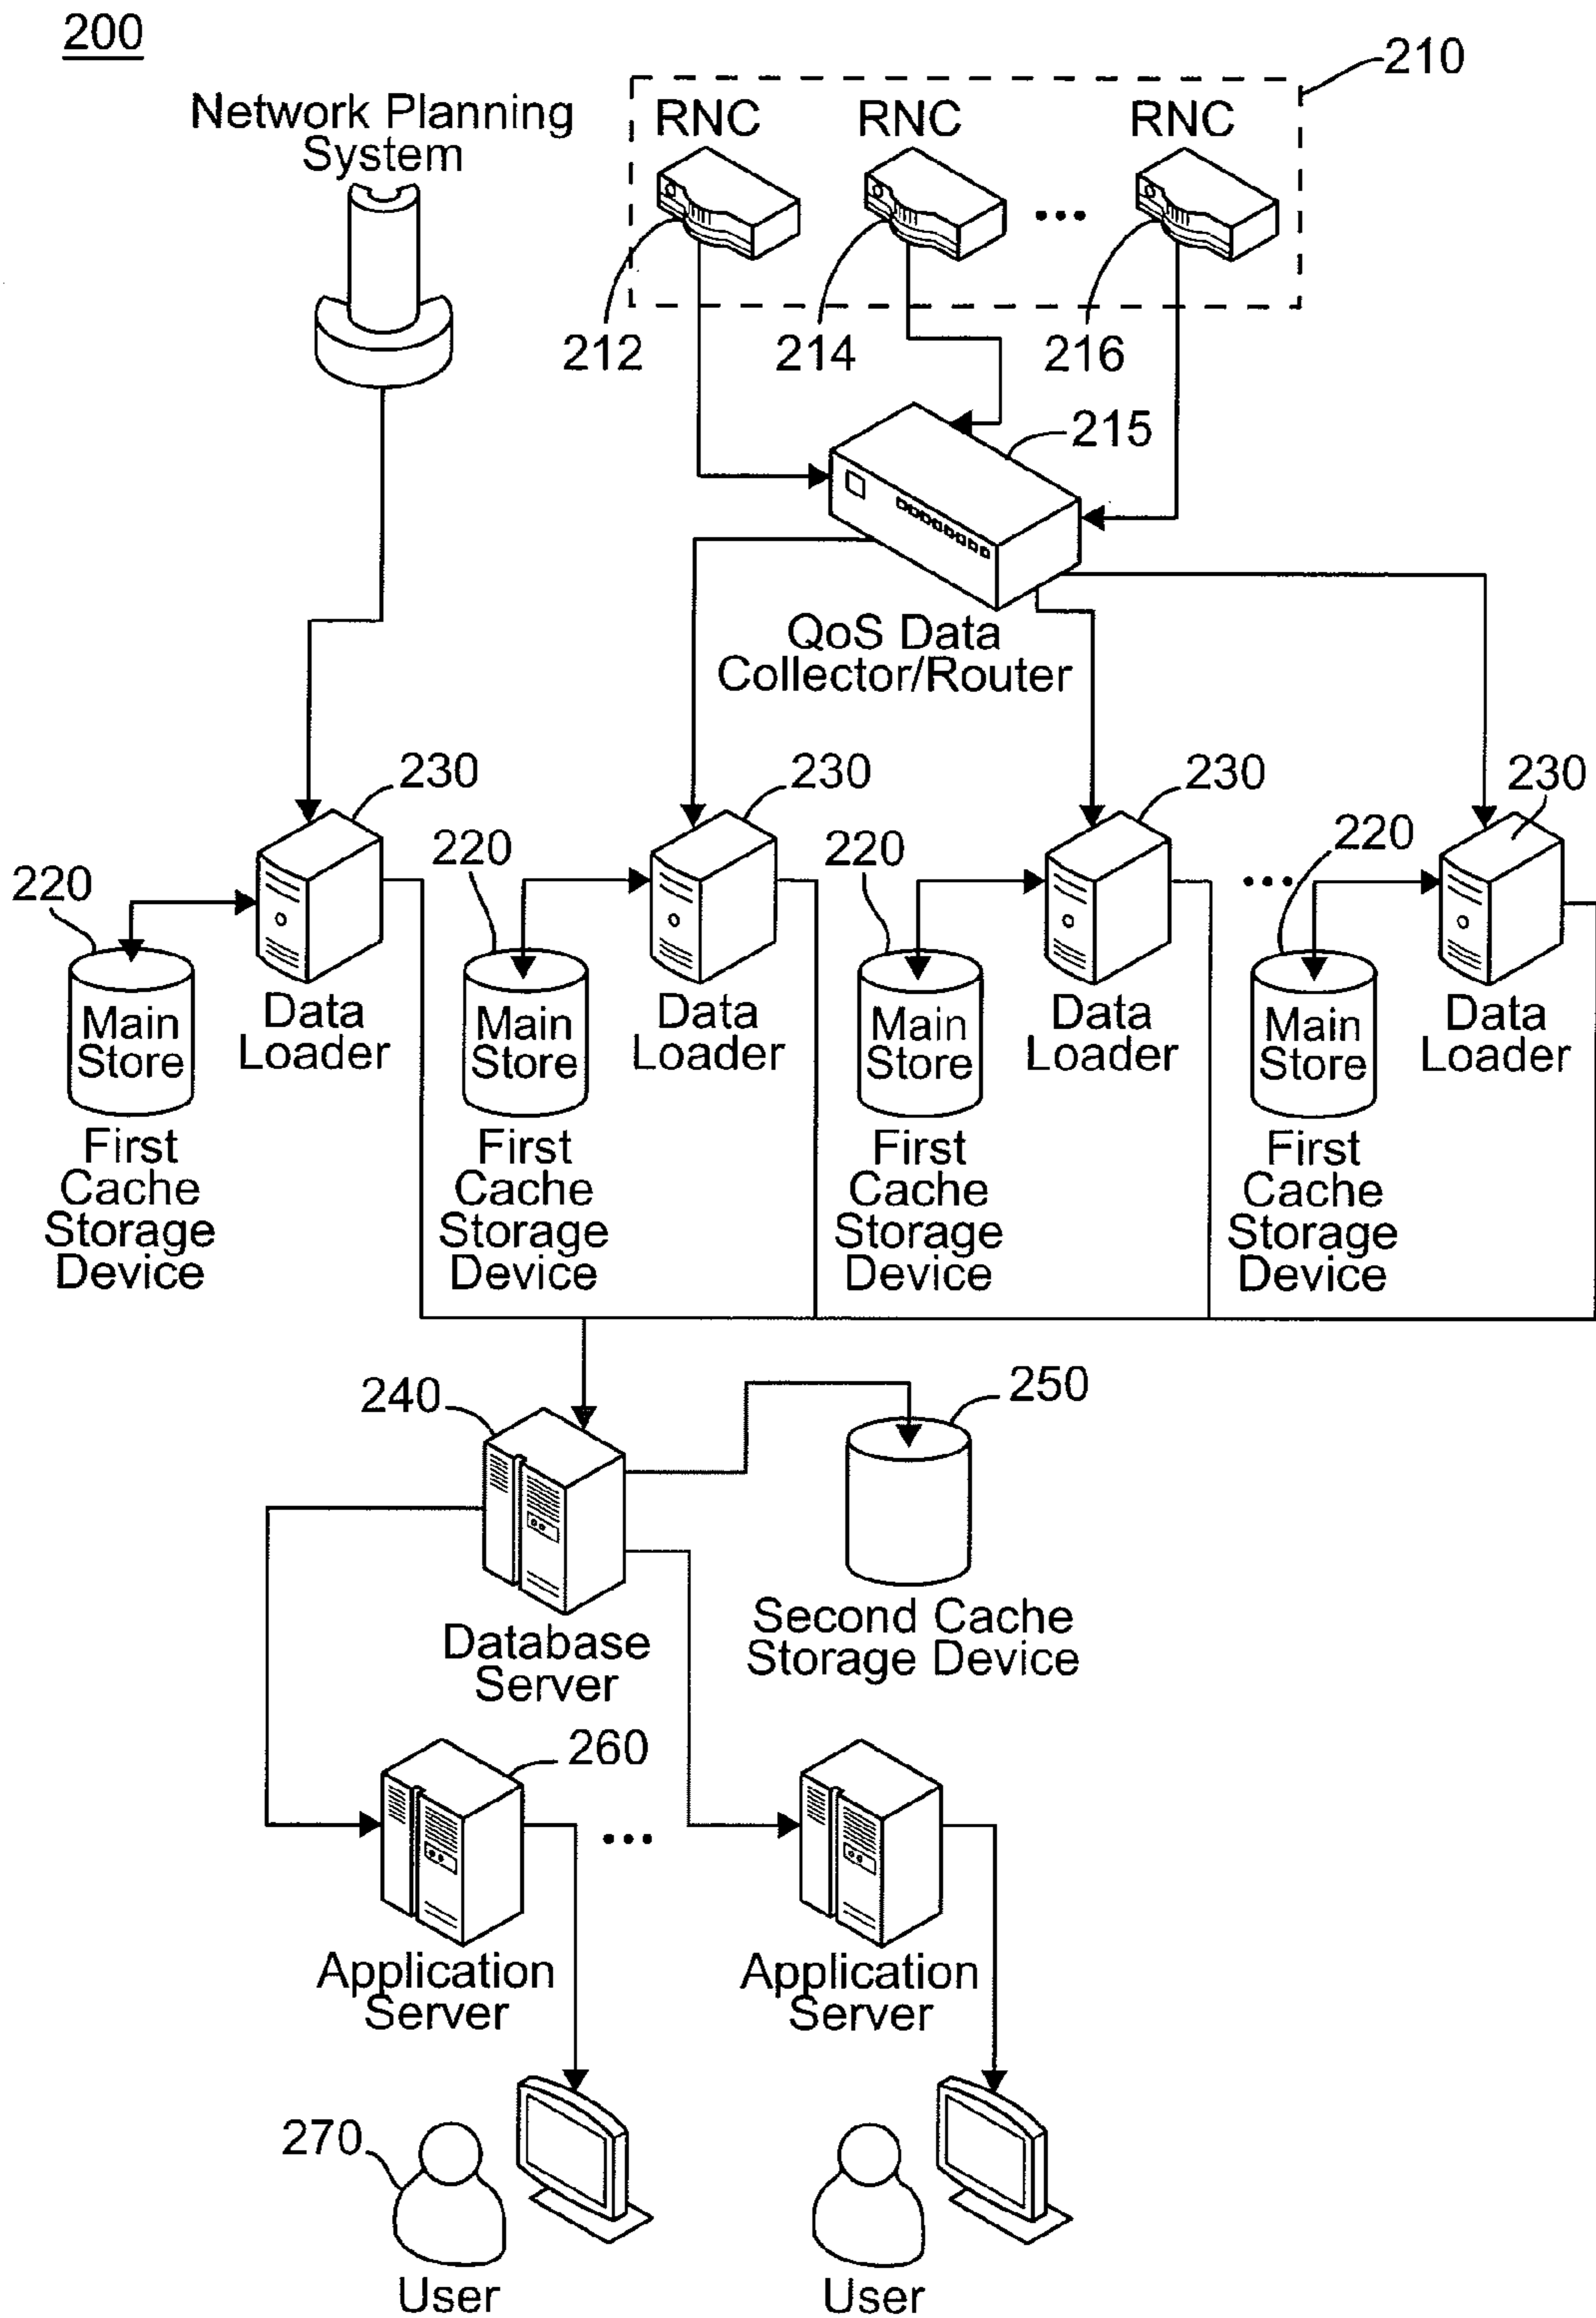 200
210
Network Planning
System
RNC
RNC
RNC
...
212
214
216
215
QoS Data
Collector/Router
230
230
230
230
220
220
220
220
...
Main
Store
Data
Loader
Main
Store
Data
Loader
Main
Store
Data
Loader
Main
Store
Data
Loader
First
Cache
Storage
Device
First
Cache
Storage
Device
First
Cache
Storage
Device
First
Cache
Storage
Device
240
250
Database
Server
Second Cache
Storage Device
260
...
Application
Server
Application
Server
270
User
User